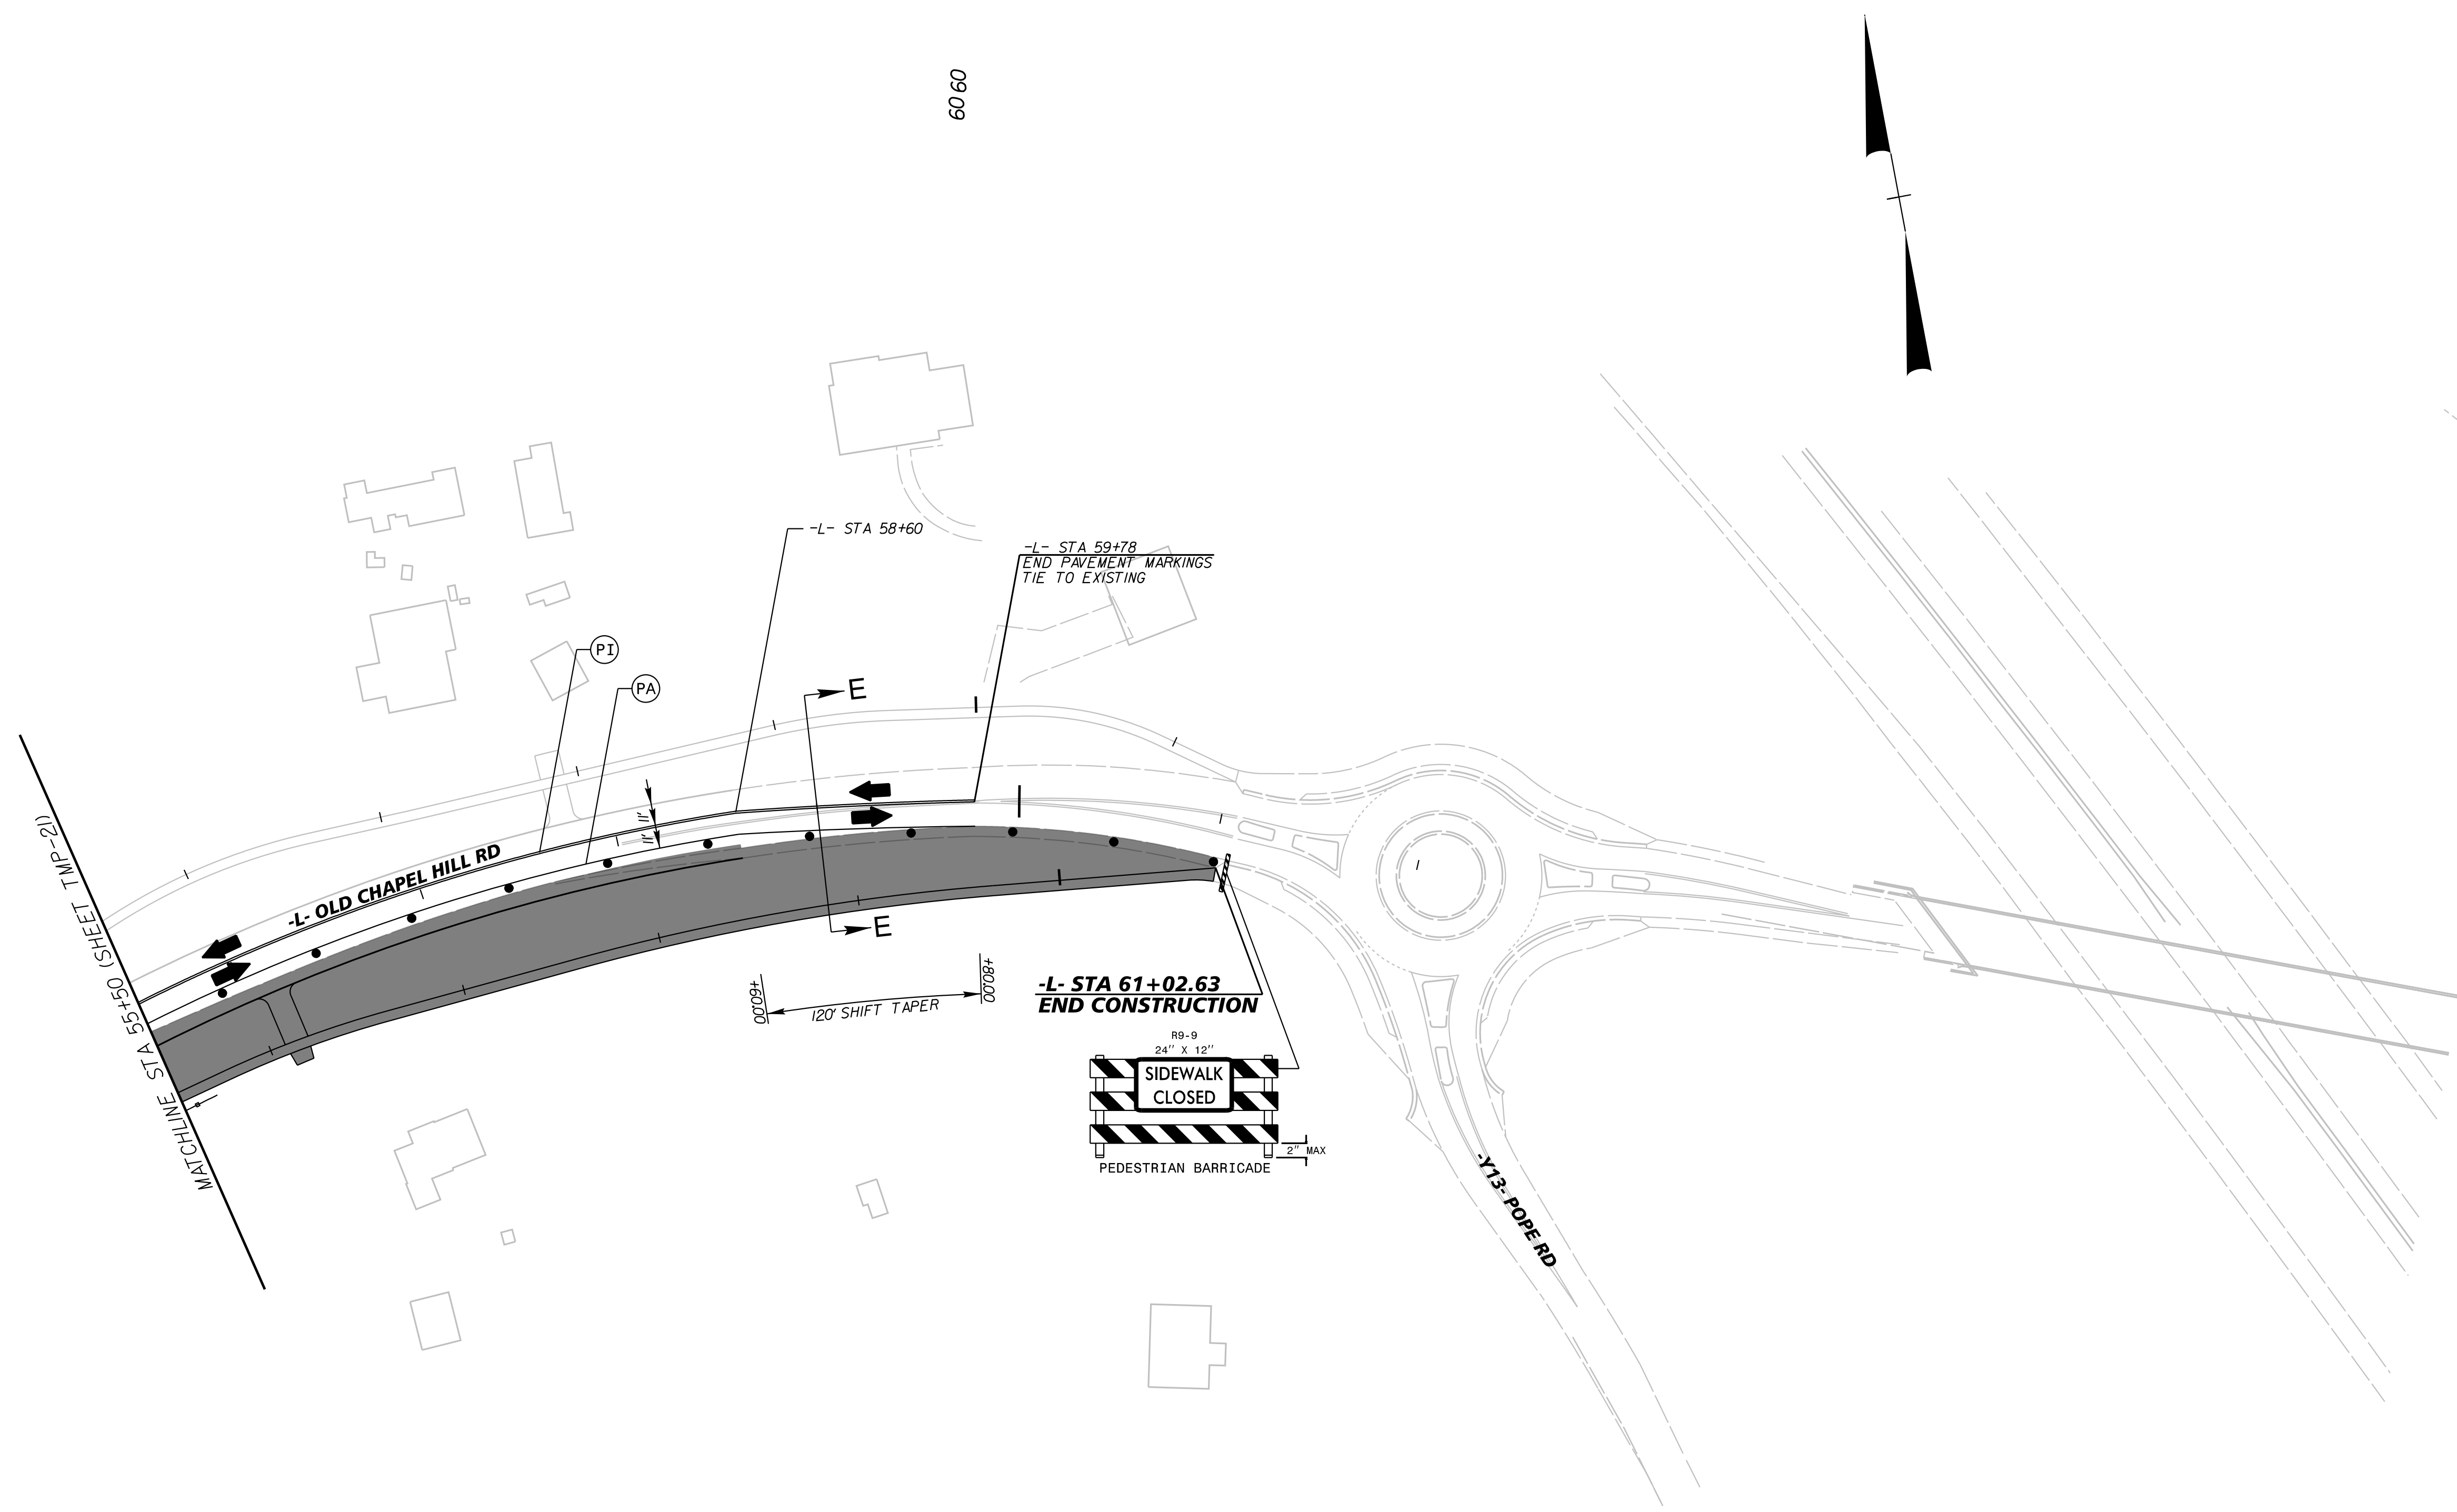 60 60
-L- STA 58+60
-L- STA 59+78
END PAVEMENT MARKINGS
TIE TO EXISTING
PI
PA
E
11' 11'
-L- OLD CHAPEL HILL RD
MATCHLINE STA 55+50 (SHEET TMP-21)
E
+60.00
120' SHIFT TAPER
+80.00
-L- STA 61+02.63
END CONSTRUCTION
R9-9
24" X 12"
SIDEWALK
CLOSED
2" MAX
PEDESTRIAN BARRICADE
-Y13- POPE RD